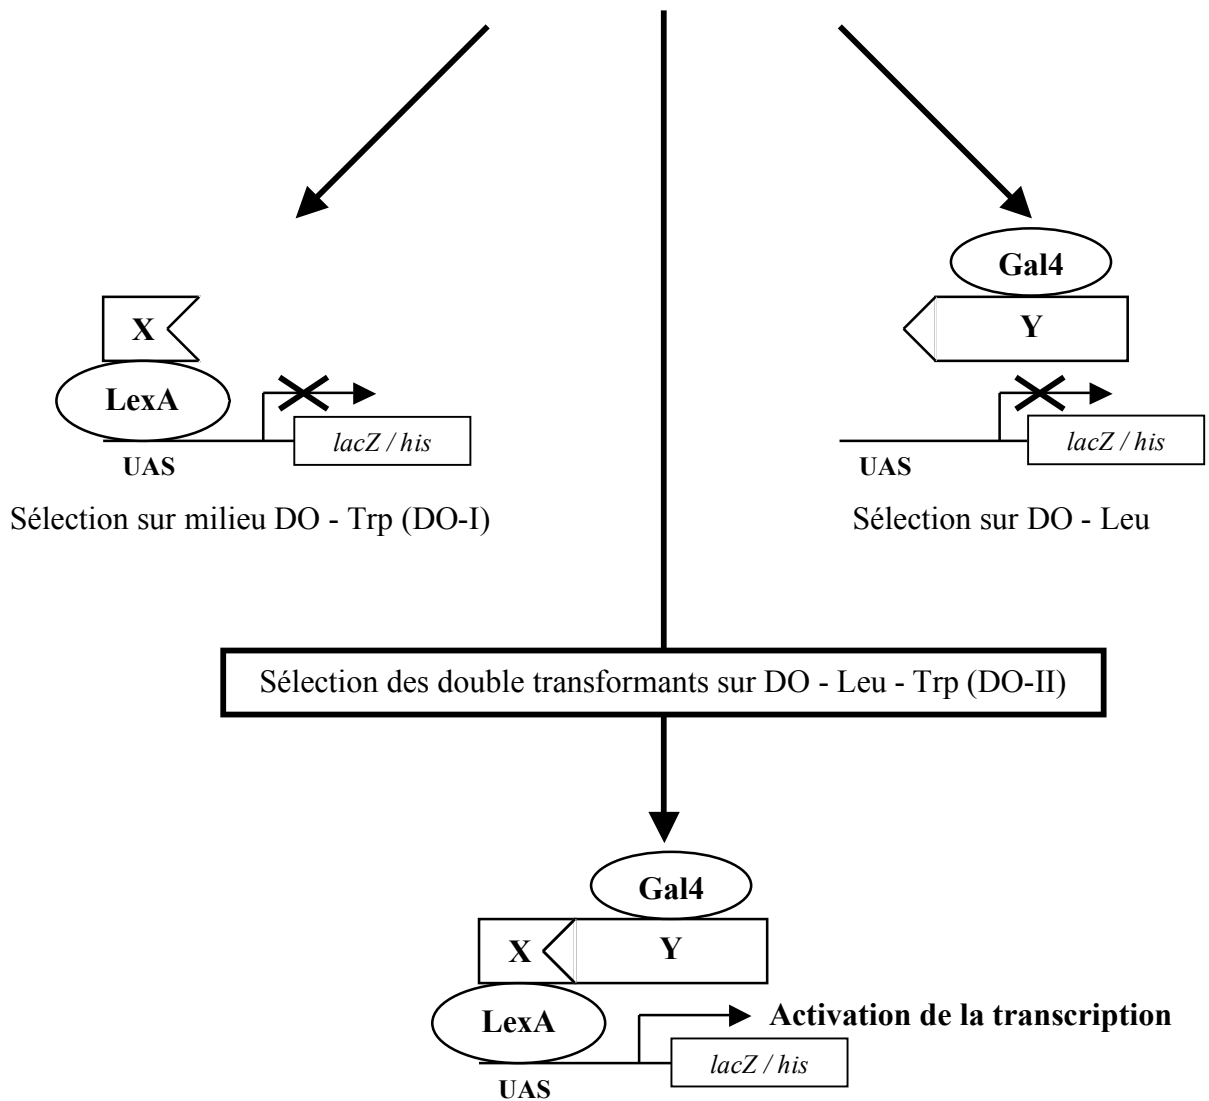 Gal4
X
Y
LexA
lacZ / his
lacZ / his
UAS
UAS
Sélection sur milieu DO - Trp (DO-I)
Sélection sur DO - Leu
Sélection des double transformants sur DO - Leu - Trp (DO-II)
Gal4
X
Y
LexA
Activation de la transcription
lacZ / his
UAS